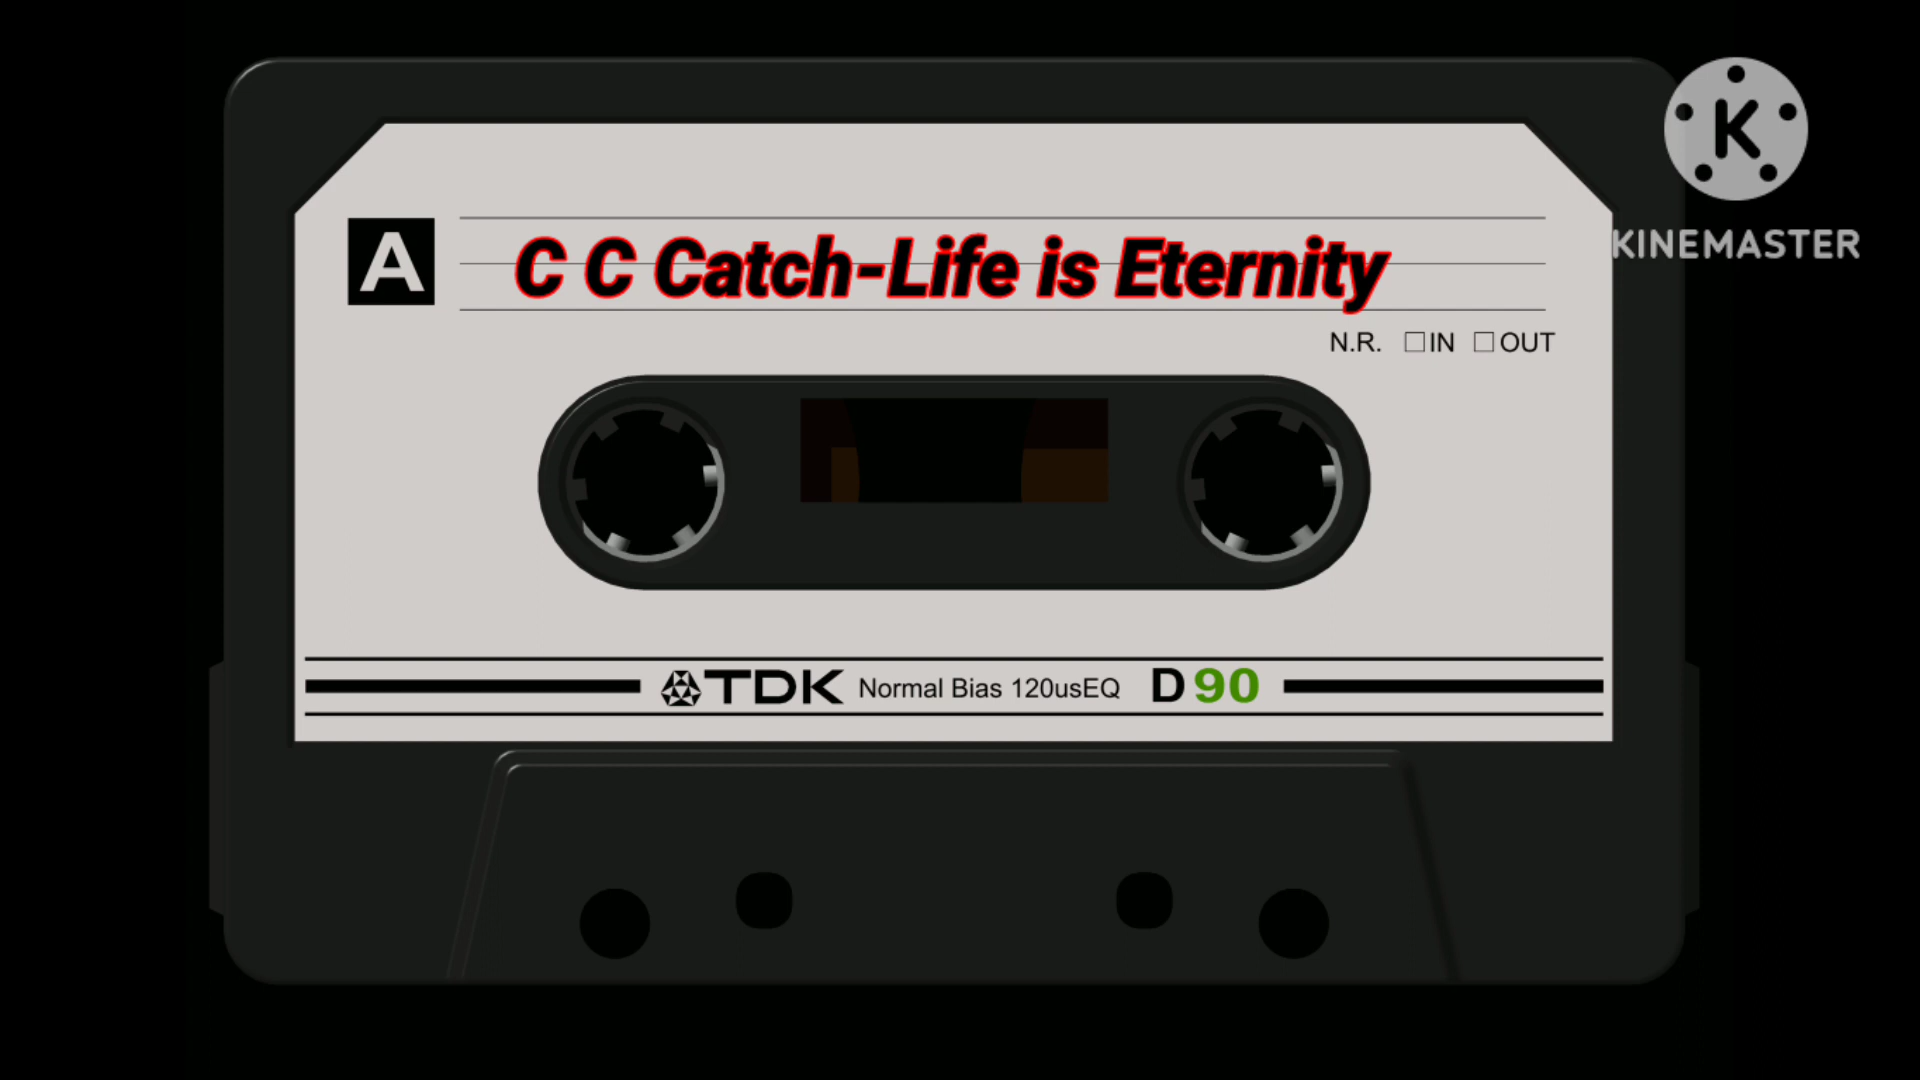 KINEMASTER
A
C C Catch-Life is Eternity
N.R. □IN □OUT
TDK Normal Bias 120usEQ D90